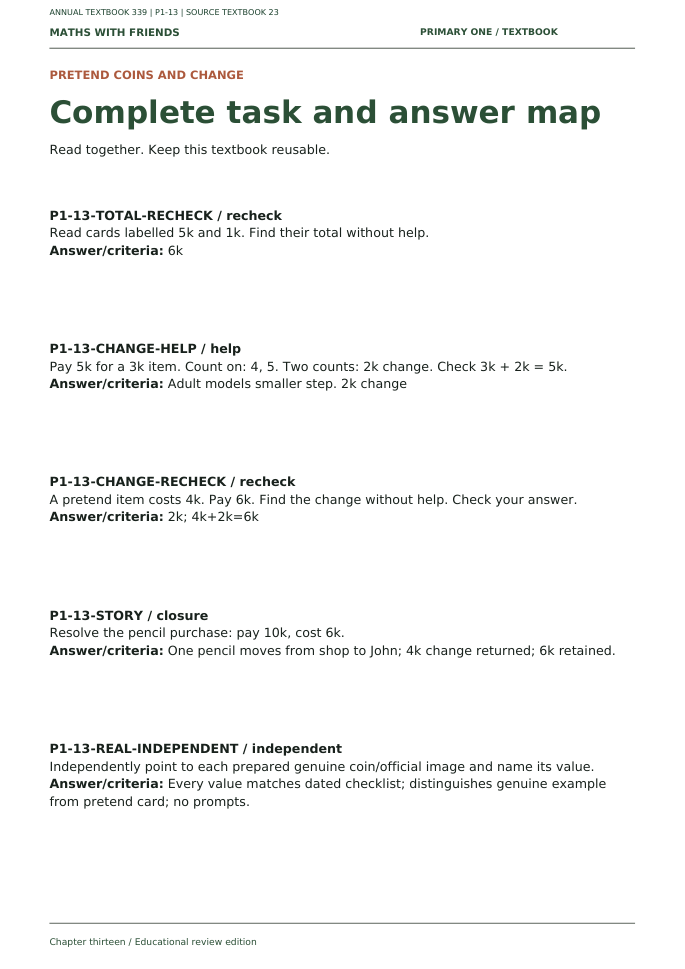 ANNUAL TEXTBOOK 339 | P1-13 | SOURCE TEXTBOOK 23
MATHS WITH FRIENDS
PRIMARY ONE / TEXTBOOK
PRETEND COINS AND CHANGE
Complete task and answer map
Read together. Keep this textbook reusable.
P1-13-TOTAL-RECHECK / recheck
Read cards labelled 5k and 1k. Find their total without help.
Answer/criteria: 6k
P1-13-CHANGE-HELP / help
Pay 5k for a 3k item. Count on: 4, 5. Two counts: 2k change. Check 3k + 2k = 5k.
Answer/criteria: Adult models smaller step. 2k change
P1-13-CHANGE-RECHECK / recheck
A pretend item costs 4k. Pay 6k. Find the change without help. Check your answer.
Answer/criteria: 2k; 4k+2k=6k
P1-13-STORY / closure
Resolve the pencil purchase: pay 10k, cost 6k.
Answer/criteria: One pencil moves from shop to John; 4k change returned; 6k retained.
P1-13-REAL-INDEPENDENT / independent
Independently point to each prepared genuine coin/official image and name its value.
Answer/criteria: Every value matches dated checklist; distinguishes genuine example
from pretend card; no prompts.
Chapter thirteen / Educational review edition